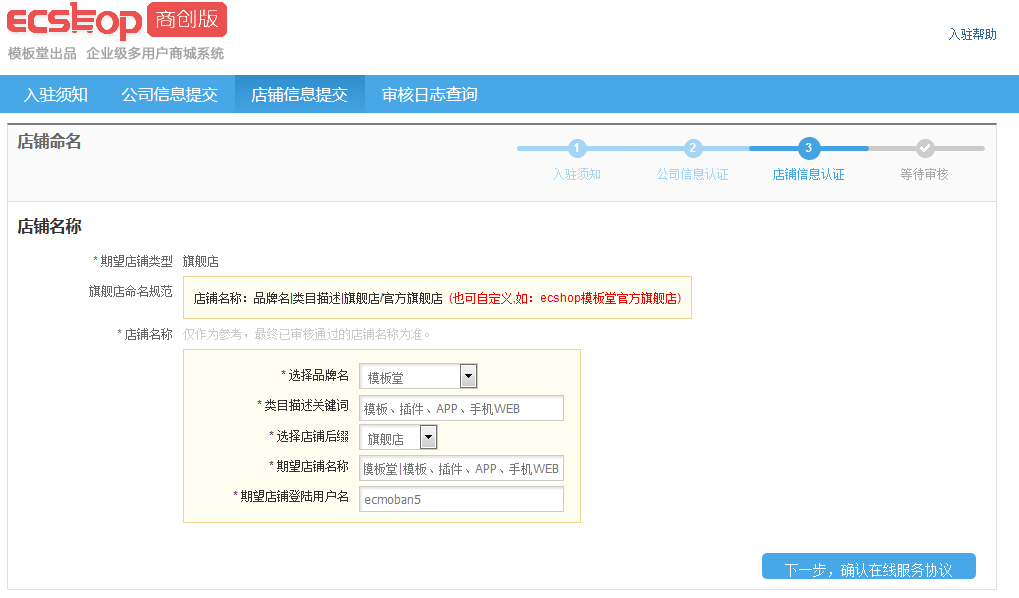 ecshop 商创版
模板堂出品 企业级多用户商城系统
入驻帮助
入驻须知 公司信息提交 店铺信息提交 审核日志查询
店铺命名
1 2 3
入驻须知 公司信息认证 店铺信息认证 等待审核
店铺名称
*期望店铺类型 旗舰店
旗舰店命名规范 店铺名称：品牌名|类目描述|旗舰店/官方旗舰店 (也可自定义,如：ecshop模板堂官方旗舰店)
*店铺名称 仅作为参考，最终已审核通过的店铺名称为准。
*选择品牌名 模板堂
*类目描述关键词 模板、插件、APP、手机WEB
*选择店铺后缀 旗舰店
*期望店铺名称 模板堂|模板、插件、APP、手机WEB
*期望店铺登陆用户名 ecmoban5
下一步，确认在线服务协议